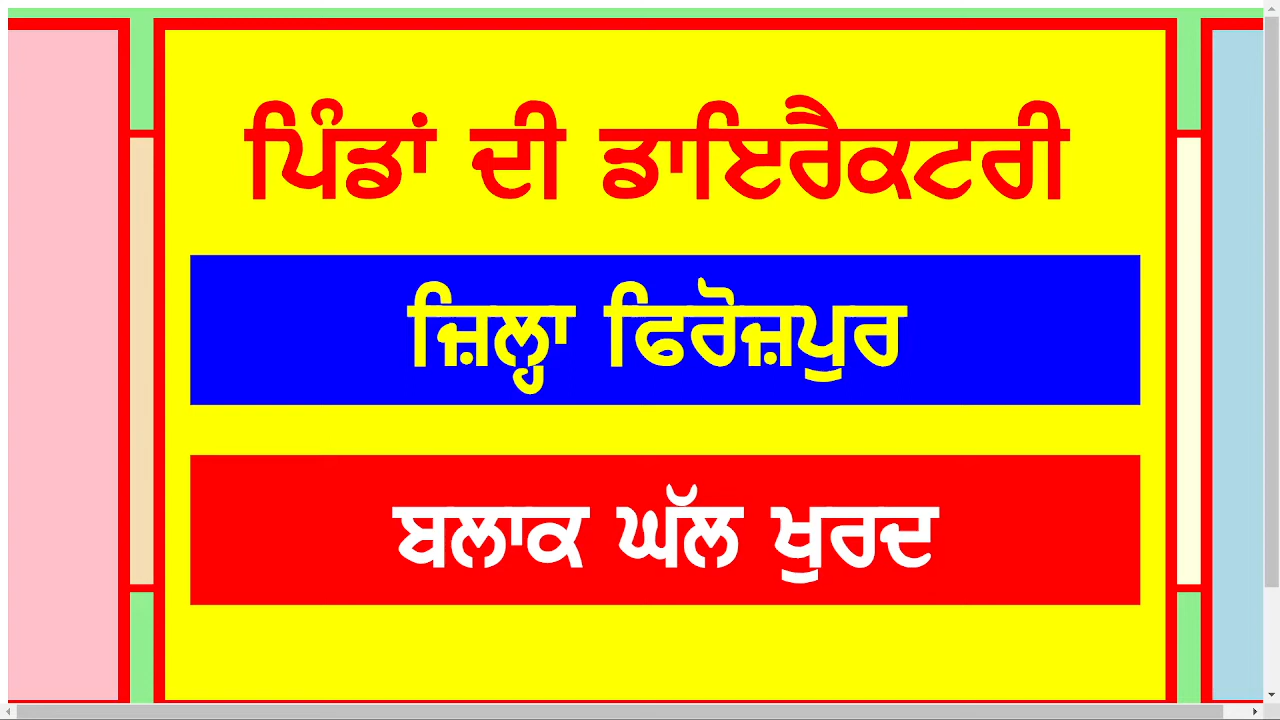 ਪਿੰਡਾਂ ਦੀ ਡਾਇਰੈਕਟਰੀ
ਜ਼ਿਲ੍ਹਾ ਫਿਰੋਜ਼ਪੁਰ
ਬਲਾਕ ਘੱਲ ਖੁਰਦ